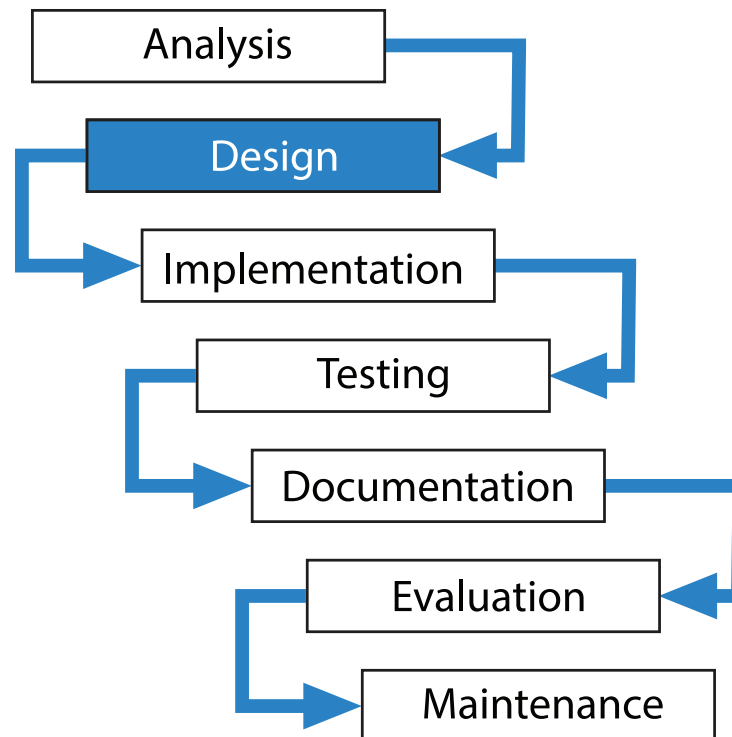 Analysis
Design
Implementation
Testing
Documentation
Evaluation
Maintenance